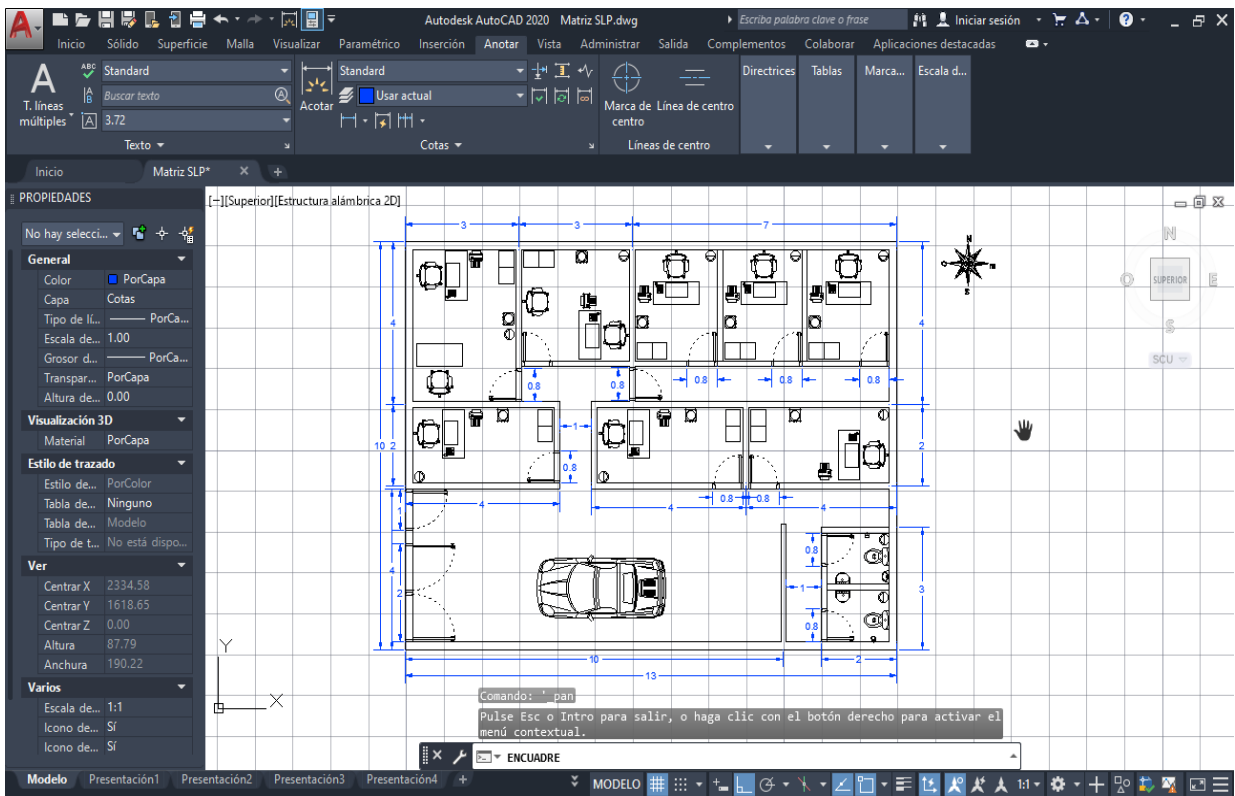 Autodesk AutoCAD 2020 Matriz SLP.dwg
Escriba palabra clave o frase
Iniciar sesión
Inicio Sólido Superficie Malla Visualizar Paramétrico Inserción Anotar Vista Administrar Salida Complementos Colaborar Aplicaciones destacadas
A
T. líneas múltiples
ABC Standard
Buscar texto
3.72
Texto
Acotar
Standard
Usar actual
Cotas
Marca de centro
Línea de centro
Líneas de centro
Directrices
Tablas
Marca...
Escala d...
Inicio
Matriz SLP*
PROPIEDADES
No hay selecci...
General
Color PorCapa
Capa Cotas
Tipo de lí... PorCa...
Escala de... 1.00
Grosor d... PorCa...
Transpar... PorCapa
Altura de... 0.00
Visualización 3D
Material PorCapa
Estilo de trazado
Estilo de... PorColor
Tabla de... Ninguno
Tabla de... Modelo
Tipo de t... No está dispo...
Ver
Centrar X 2334.58
Centrar Y 1618.65
Centrar Z 0.00
Altura 87.79
Anchura 190.22
Varios
Escala de... 1:1
Icono de... Sí
Icono de... Sí
[−][Superior][Estructura alámbrica 2D]
3 3 7
N
N
O SUPERIOR E
S
SCU
4 4
0.8 0.8 0.8 0.8 0.8
10 2 1 2
0.8
4 0.8 0.8
4 4
1
0.8
4
2 1 3
0.8
10 2
13
Y
X
Comando: '_pan
Pulse Esc o Intro para salir, o haga clic con el botón derecho para activar el
menú contextual.
ENCUADRE
Modelo Presentación1 Presentación2 Presentación3 Presentación4 +
MODELO
1:1